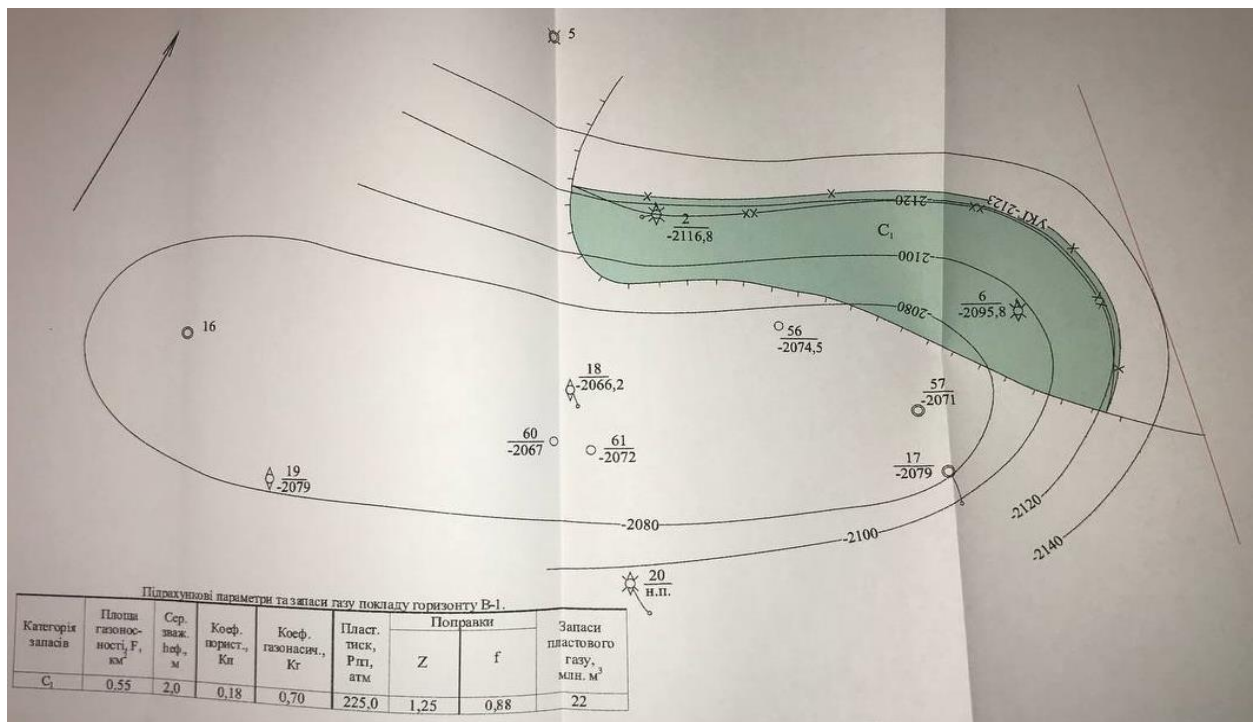 5
-2120
УКГ-2123
2
-2116,8
C₁
-2100
6
-2095,8
-2080
16
56
-2074,5
18
-2066,2
57
-2071
60
-2067
61
-2072
17
-2079
19
-2079
-2120
-2080
-2100
-2140
20
н.п.
Підрахункові параметри та запаси газу покладу горизонту В-1.
Категорія запасів
Площа газонос-ності, F, км²
Сер. зваж. hеф., м
Коеф. порист., Кп
Коеф. газонасич., Кг
Пласт. тиск, Рпл, атм
Поправки
Z
f
Запаси пластового газу, млн. м³
C₁ 0,55 2,0 0,18 0,70 225,0 1,25 0,88 22